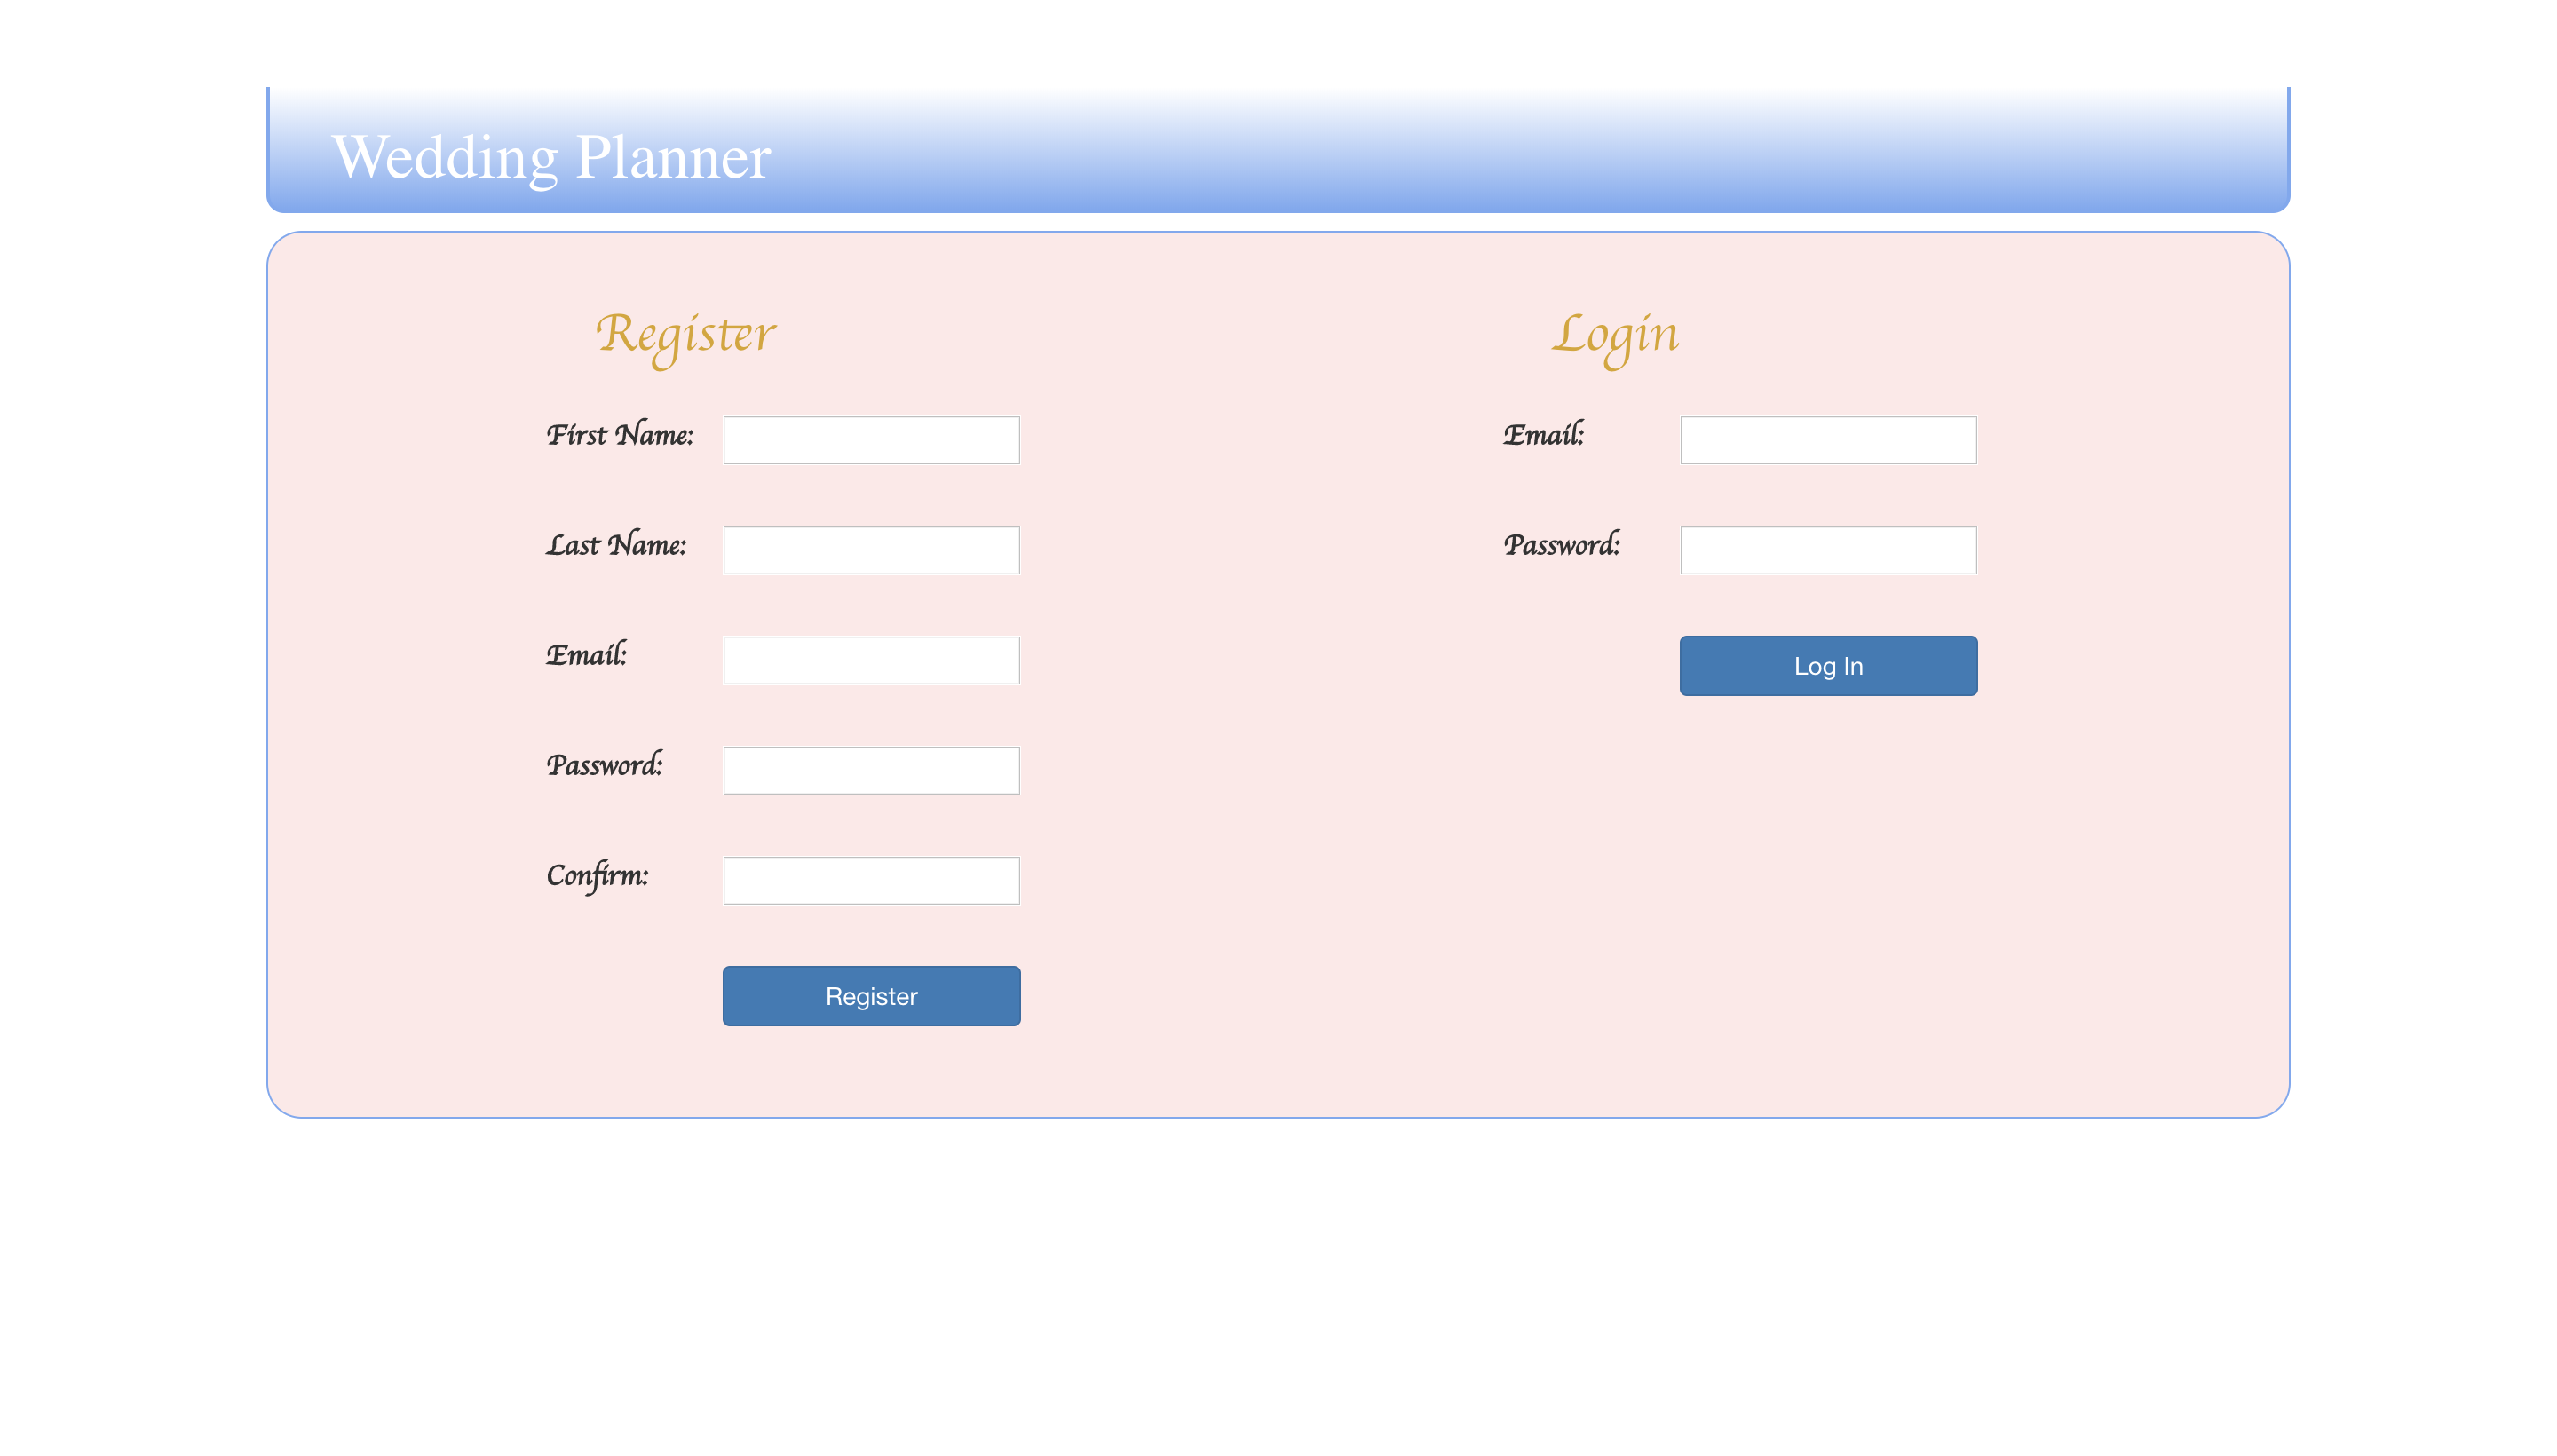 Wedding Planner
Register
First Name:
Last Name:
Email:
Password:
Confirm:
Register
Login
Email:
Password:
Log In